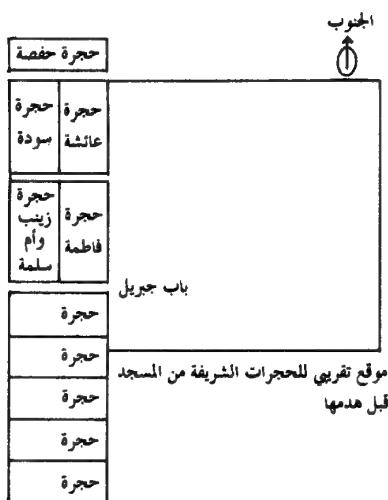 الجنوب
حجرة حفصة
حجرة
عائشة
حجرة
سودة
حجرة
فاطمة
حجرة
زينب
وأم
سلمة
باب جبريل
حجرة
حجرة
حجرة
حجرة
حجرة
موقع تقريبي للحجرات الشريفة من المسجد
قبل هدمها